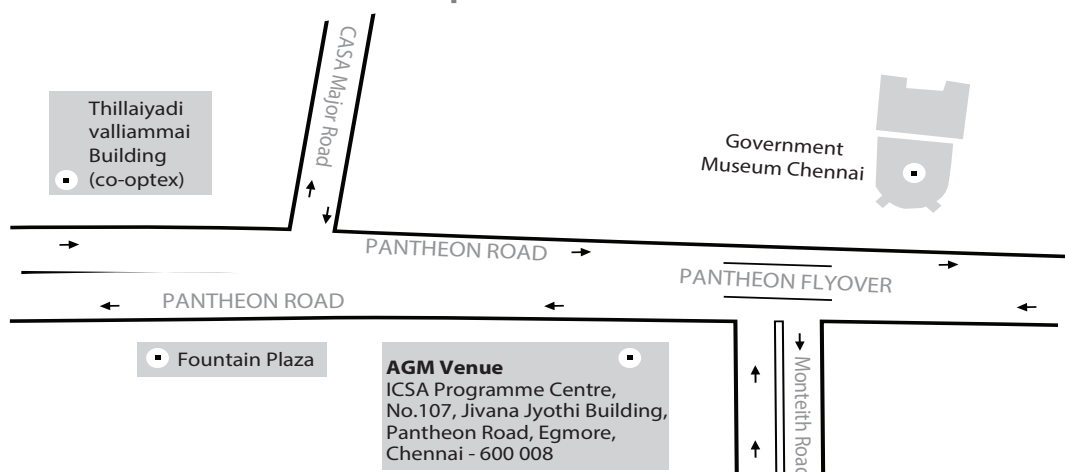 CASA Major Road
Thillaiyadi
valliammai
Building
(co-optex)
Government
Museum Chennai
PANTHEON ROAD
PANTHEON FLYOVER
PANTHEON ROAD
Fountain Plaza
AGM Venue
ICSA Programme Centre,
No.107, Jivana Jyothi Building,
Pantheon Road, Egmore,
Chennai - 600 008
Monteith Road